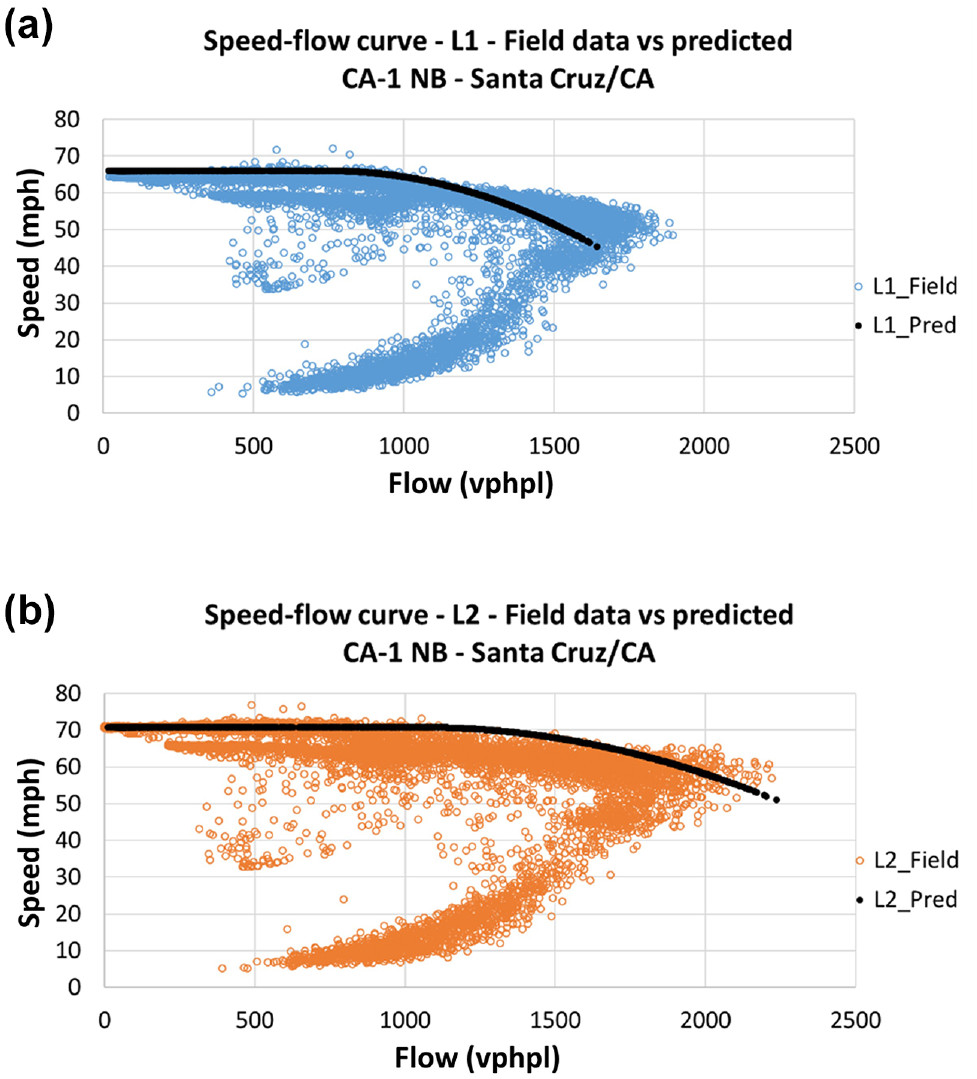 (a)
Speed-flow curve - L1 - Field data vs predicted
CA-1 NB - Santa Cruz/CA
80
70
60
50
40
30
20
10
0
Speed (mph)
0 500 1000 1500 2000 2500
Flow (vphpl)
L1_Field
L1_Pred
(b)
Speed-flow curve - L2 - Field data vs predicted
CA-1 NB - Santa Cruz/CA
80
70
60
50
40
30
20
10
0
Speed (mph)
0 500 1000 1500 2000 2500
Flow (vphpl)
L2_Field
L2_Pred